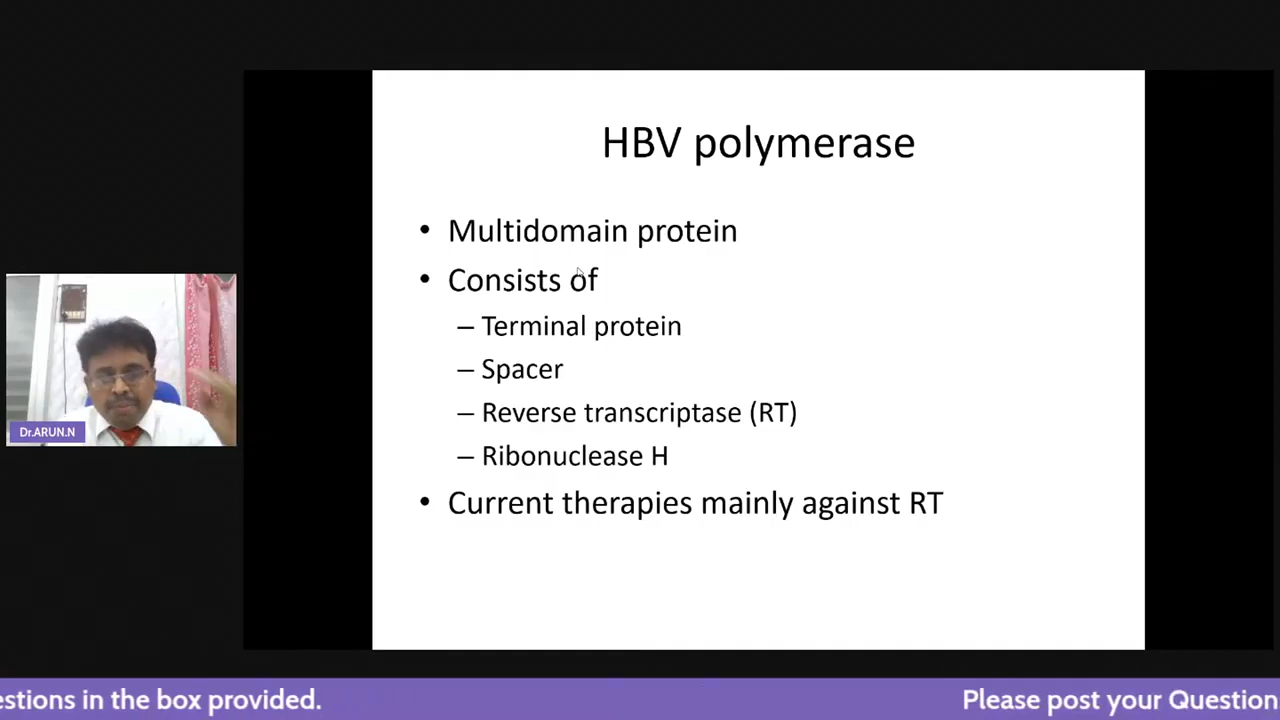 HBV polymerase
• Multidomain protein
• Consists of
– Terminal protein
– Spacer
– Reverse transcriptase (RT)
– Ribonuclease H
• Current therapies mainly against RT
Dr.ARUN.N
estions in the box provided.
Please post your Question